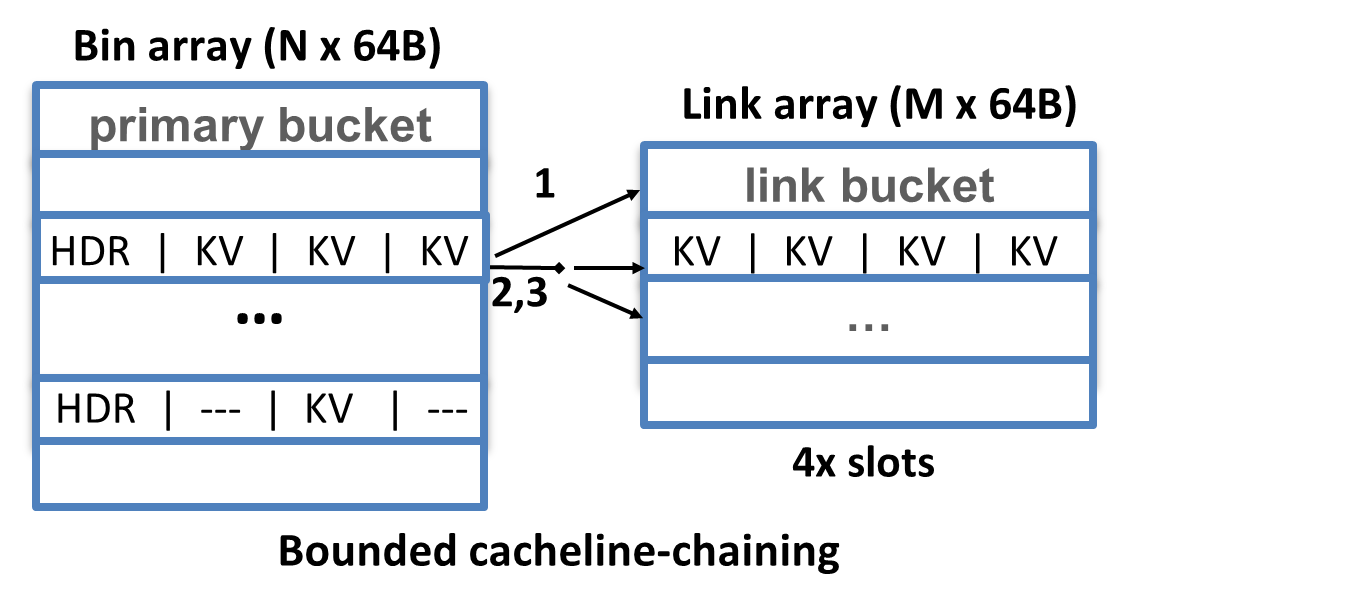 Bin array (N x 64B)
primary bucket
HDR | KV | KV | KV
...
HDR | --- | KV | ---
1
2,3
Link array (M x 64B)
link bucket
KV | KV | KV | KV
...
4x slots
Bounded cacheline-chaining